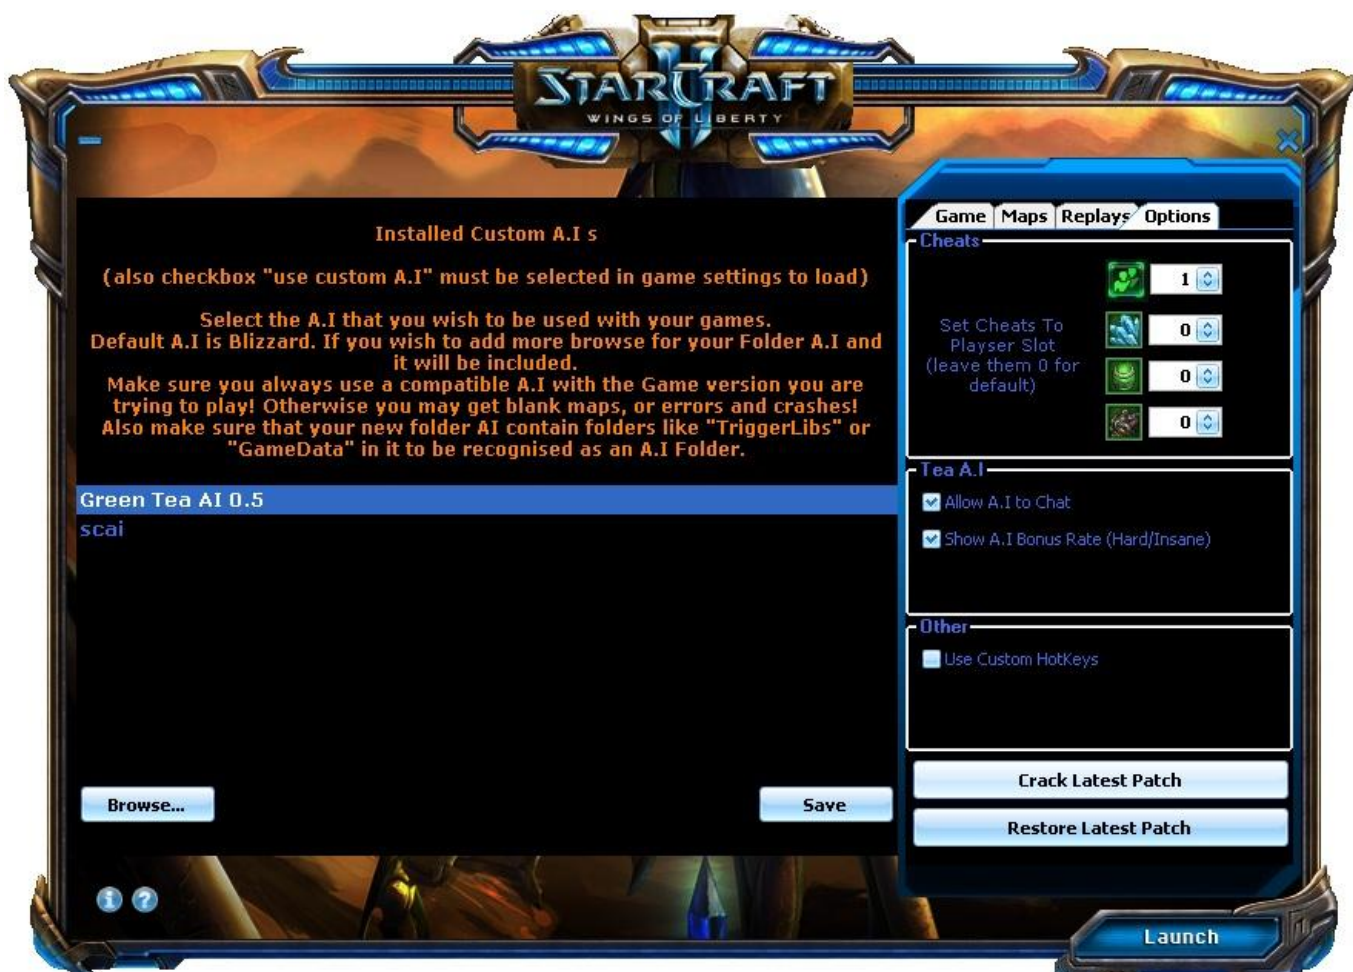 STARCRAFT
II
WINGS OF LIBERTY
Installed Custom A.I s
(also checkbox "use custom A.I" must be selected in game settings to load)
Select the A.I that you wish to be used with your games.
Default A.I is Blizzard. If you wish to add more browse for your Folder A.I and
it will be included.
Make sure you always use a compatible A.I with the Game version you are
trying to play! Otherwise you may get blank maps, or errors and crashes!
Also make sure that your new folder AI contain folders like "TriggerLibs" or
"GameData" in it to be recognised as an A.I Folder.
Green Tea AI 0.5
scai
Browse...
Save
Game Maps Replays Options
Cheats
1
Set Cheats To
Playser Slot
(leave them 0 for
default)
0
0
0
Tea A.I
Allow A.I to Chat
Show A.I Bonus Rate (Hard/Insane)
Other
Use Custom HotKeys
Crack Latest Patch
Restore Latest Patch
Launch